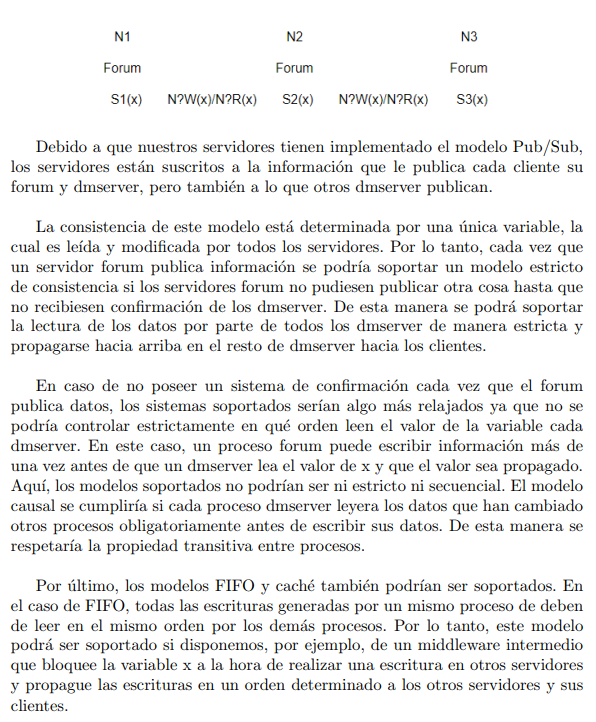 N1 N2 N3
Forum Forum Forum
S1(x) N?W(x)/N?R(x) S2(x) N?W(x)/N?R(x) S3(x)
Debido a que nuestros servidores tienen implementado el modelo Pub/Sub,
los servidores están suscritos a la información que le publica cada cliente su
forum y dmserver, pero también a lo que otros dmserver publican.
La consistencia de este modelo está determinada por una única variable, la
cual es leída y modificada por todos los servidores. Por lo tanto, cada vez que
un servidor forum publica información se podría soportar un modelo estricto
de consistencia si los servidores forum no pudiesen publicar otra cosa hasta que
no recibiesen confirmación de los dmserver. De esta manera se podrá soportar
la lectura de los datos por parte de todos los dmserver de manera estricta y
propagarse hacia arriba en el resto de dmserver hacia los clientes.
En caso de no poseer un sistema de confirmación cada vez que el forum
publica datos, los sistemas soportados serían algo más relajados ya que no se
podría controlar estrictamente en qué orden leen el valor de la variable cada
dmserver. En este caso, un proceso forum puede escribir información más de
una vez antes de que un dmserver lea el valor de x y que el valor sea propagado.
Aquí, los modelos soportados no podrían ser ni estricto ni secuencial. El modelo
causal se cumpliría si cada proceso dmserver leyera los datos que han cambiado
otros procesos obligatoriamente antes de escribir sus datos. De esta manera se
respetaría la propiedad transitiva entre procesos.
Por último, los modelos FIFO y caché también podrían ser soportados. En
el caso de FIFO, todas las escrituras generadas por un mismo proceso de deben
de leer en el mismo orden por los demás procesos. Por lo tanto, este modelo
podrá ser soportado si disponemos, por ejemplo, de un middleware intermedio
que bloquee la variable x a la hora de realizar una escritura en otros servidores
y propague las escrituras en un orden determinado a los otros servidores y sus
clientes.